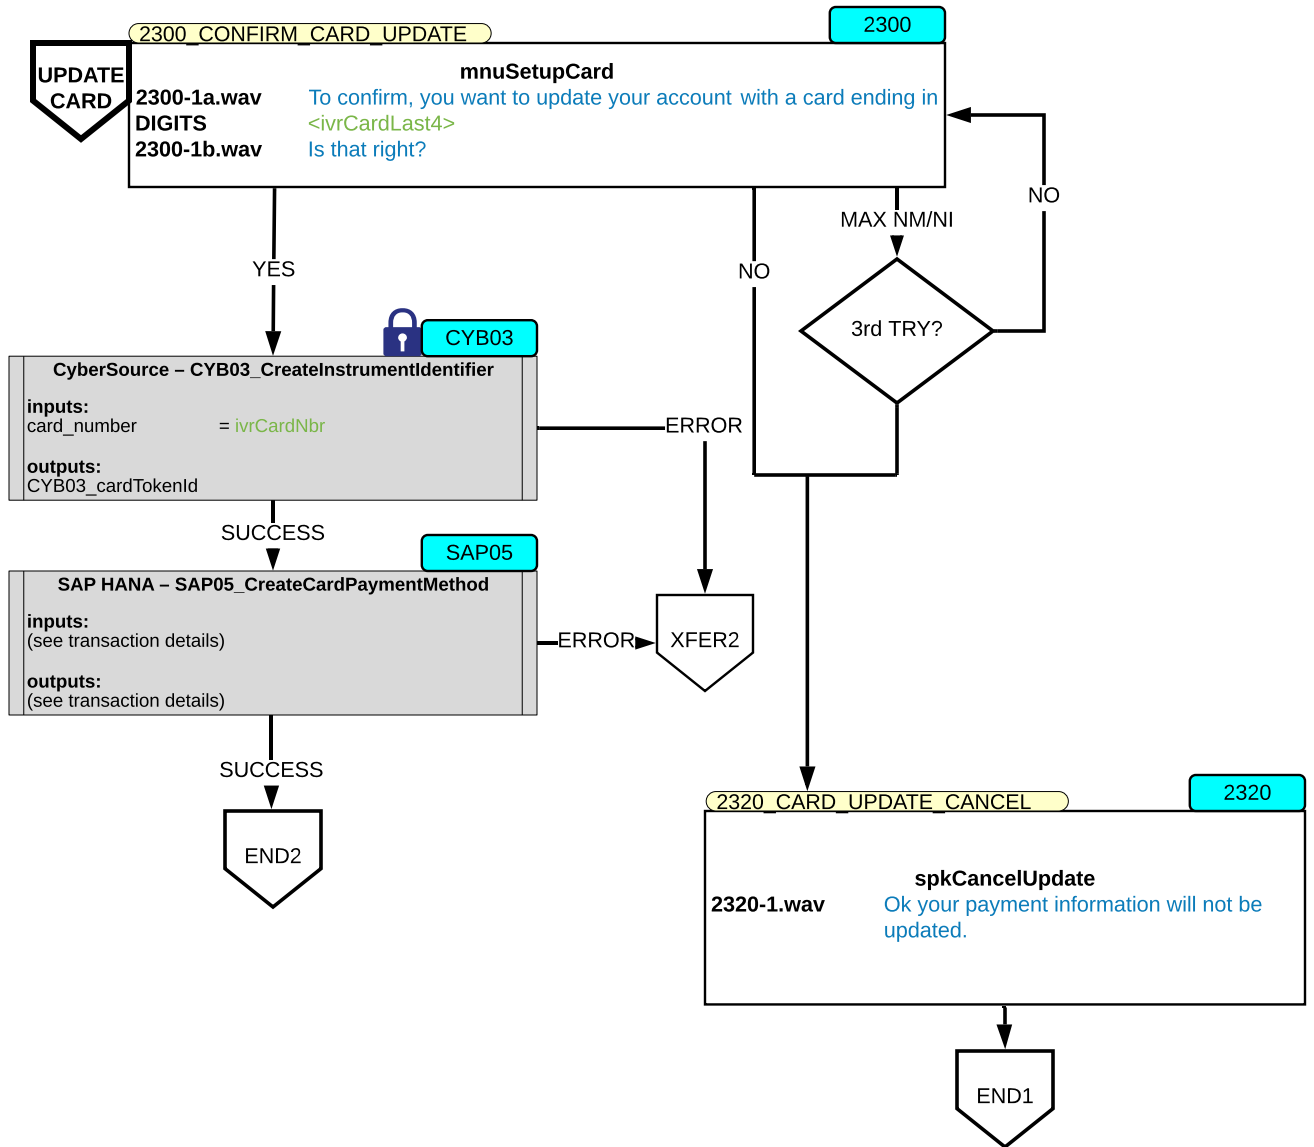 2300_CONFIRM_CARD_UPDATE
2300
UPDATE
CARD
mnuSetupCard
2300-1a.wav To confirm, you want to update your account with a card ending in
DIGITS <ivrCardLast4>
2300-1b.wav Is that right?
NO
MAX NM/NI
YES
NO
3rd TRY?
CYB03
CyberSource – CYB03_CreateInstrumentIdentifier
inputs:
card_number = ivrCardNbr
outputs:
CYB03_cardTokenId
ERROR
SUCCESS
SAP05
SAP HANA – SAP05_CreateCardPaymentMethod
inputs:
(see transaction details)
outputs:
(see transaction details)
ERROR
XFER2
SUCCESS
END2
2320_CARD_UPDATE_CANCEL
2320
spkCancelUpdate
2320-1.wav Ok your payment information will not be
updated.
END1